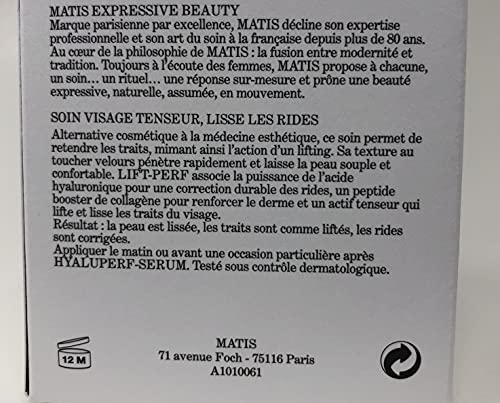 MATIS EXPRESSIVE BEAUTY
Marque parisienne par excellence, MATIS décline son expertise
professionnelle et son art du soin à la française depuis plus de 80 ans.
Au cœur de la philosophie de MATIS : la fusion entre modernité et
tradition. Toujours à l'écoute des femmes, MATIS propose à chacune,
un soin... un rituel... une réponse sur-mesure et prône une beauté
expressive, naturelle, assumée, en mouvement.
SOIN VISAGE TENSEUR, LISSE LES RIDES
Alternative cosmétique à la médecine esthétique, ce soin permet de
retendre les traits, mimant ainsi l'action d'un lifting. Sa texture au
toucher velours pénètre rapidement et laisse la peau souple et
confortable. LIFT-PERF associe la puissance de l'acide
hyaluronique pour une correction durable des rides, un peptide
booster de collagène pour renforcer le derme et un actif tenseur qui
lifte et lisse les traits du visage.
Résultat : la peau est lissée, les traits sont comme liftés, les rides
sont corrigées.
Appliquer le matin ou avant une occasion particulière après
HYALUPERF-SERUM. Testé sous contrôle dermatologique.
12 M
MATIS
71 avenue Foch - 75116 Paris
A1010061